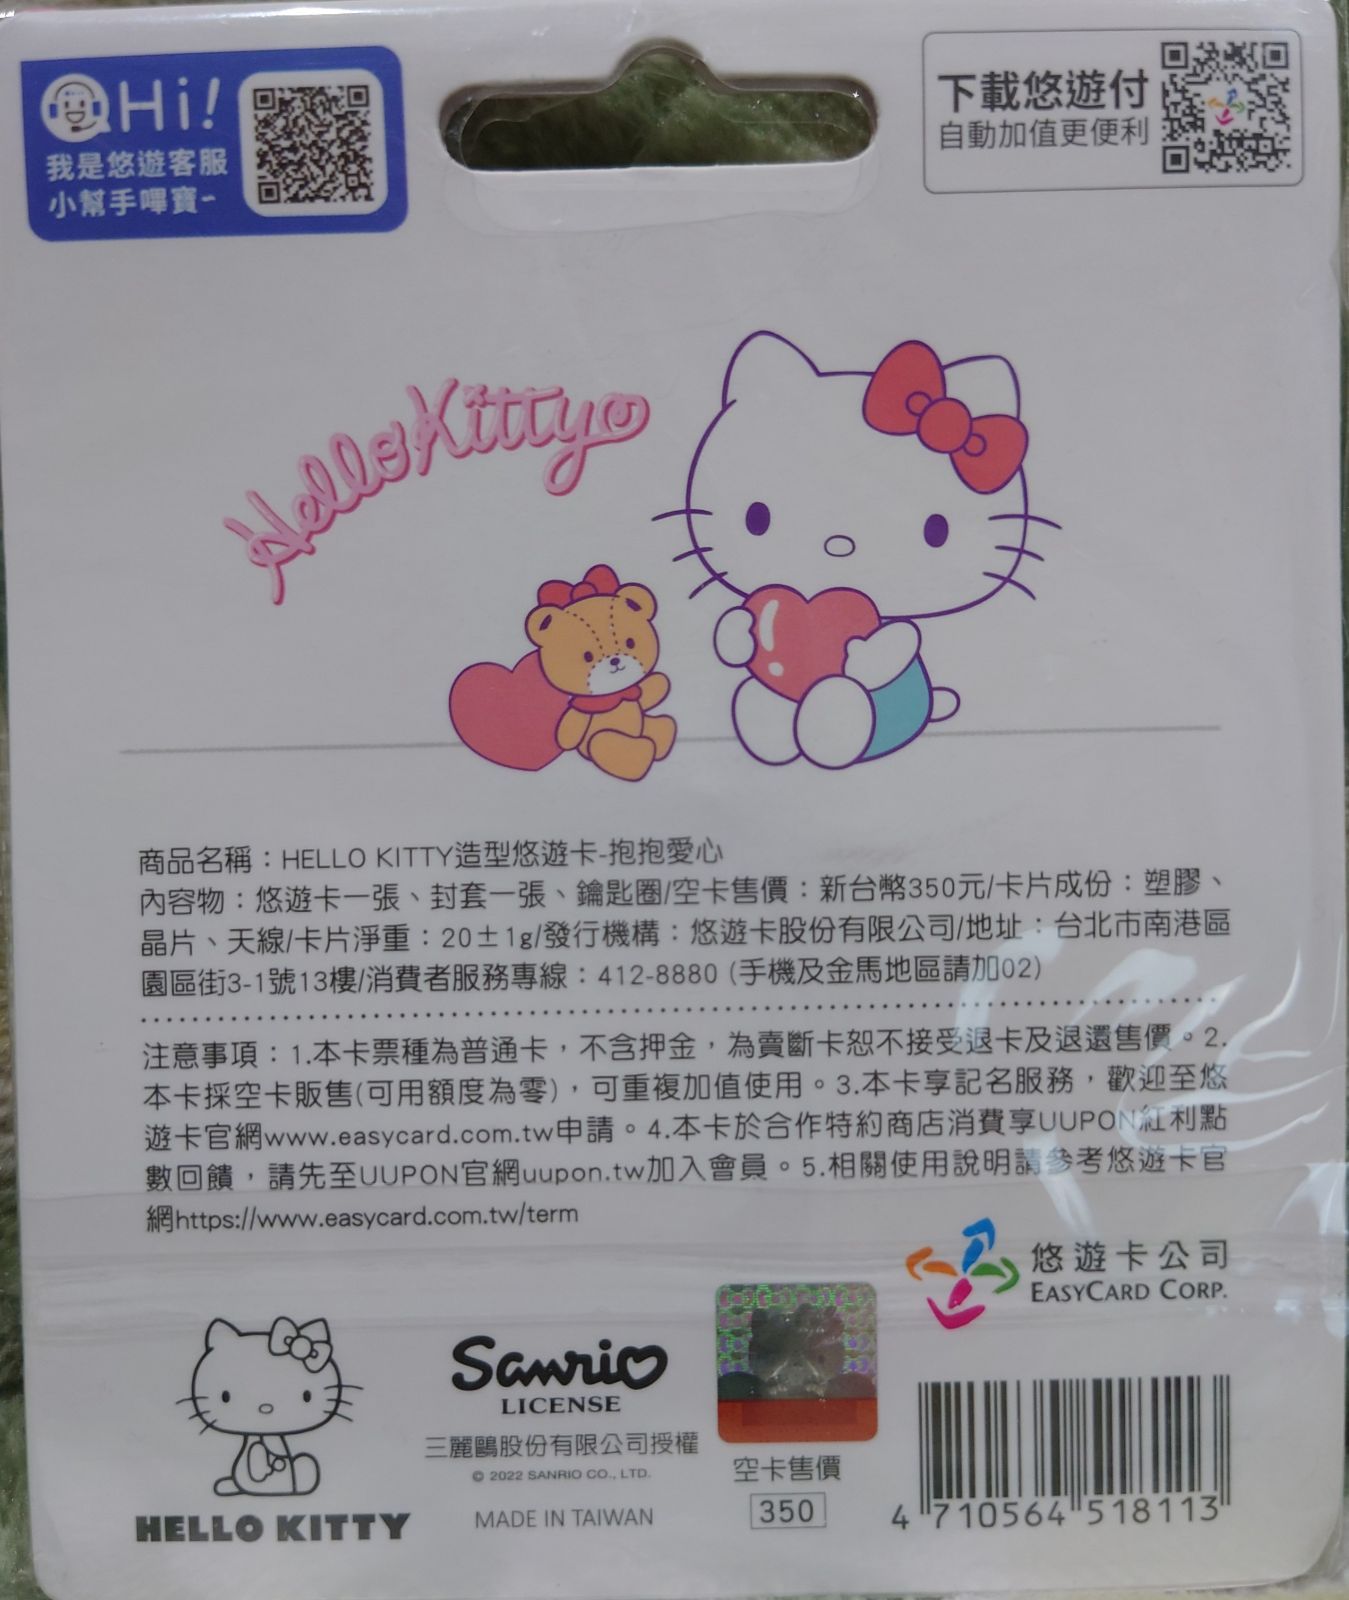 Hi!
我是悠遊客服
小幫手嗶寶~
下載悠遊付
自動加值更便利
Hello Kitty
商品名稱：HELLO KITTY造型悠遊卡-抱抱愛心
內容物：悠遊卡一張、封套一張、鑰匙圈/空卡售價：新台幣350元/卡片成份：塑膠、
晶片、天線/卡片淨重：20±1g/發行機構：悠遊卡股份有限公司/地址：台北市南港區
園區街3-1號13樓/消費者服務專線：412-8880 (手機及金馬地區請加02)
注意事項：1.本卡票種為普通卡，不含押金，為賣斷卡恕不接受退卡及退還售價。2.
本卡採空卡販售(可用額度為零)，可重複加值使用。3.本卡享記名服務，歡迎至悠
遊卡官網www.easycard.com.tw申請。4.本卡於合作特約商店消費享UUPON紅利點
數回饋，請先至UUPON官網uupon.tw加入會員。5.相關使用說明請參考悠遊卡官
網https://www.easycard.com.tw/term
悠遊卡公司
EASYCARD CORP.
Sanrio
LICENSE
三麗鷗股份有限公司授權
© 2022 SANRIO CO., LTD.
MADE IN TAIWAN
HELLO KITTY
空卡售價
350
4 710564 518113